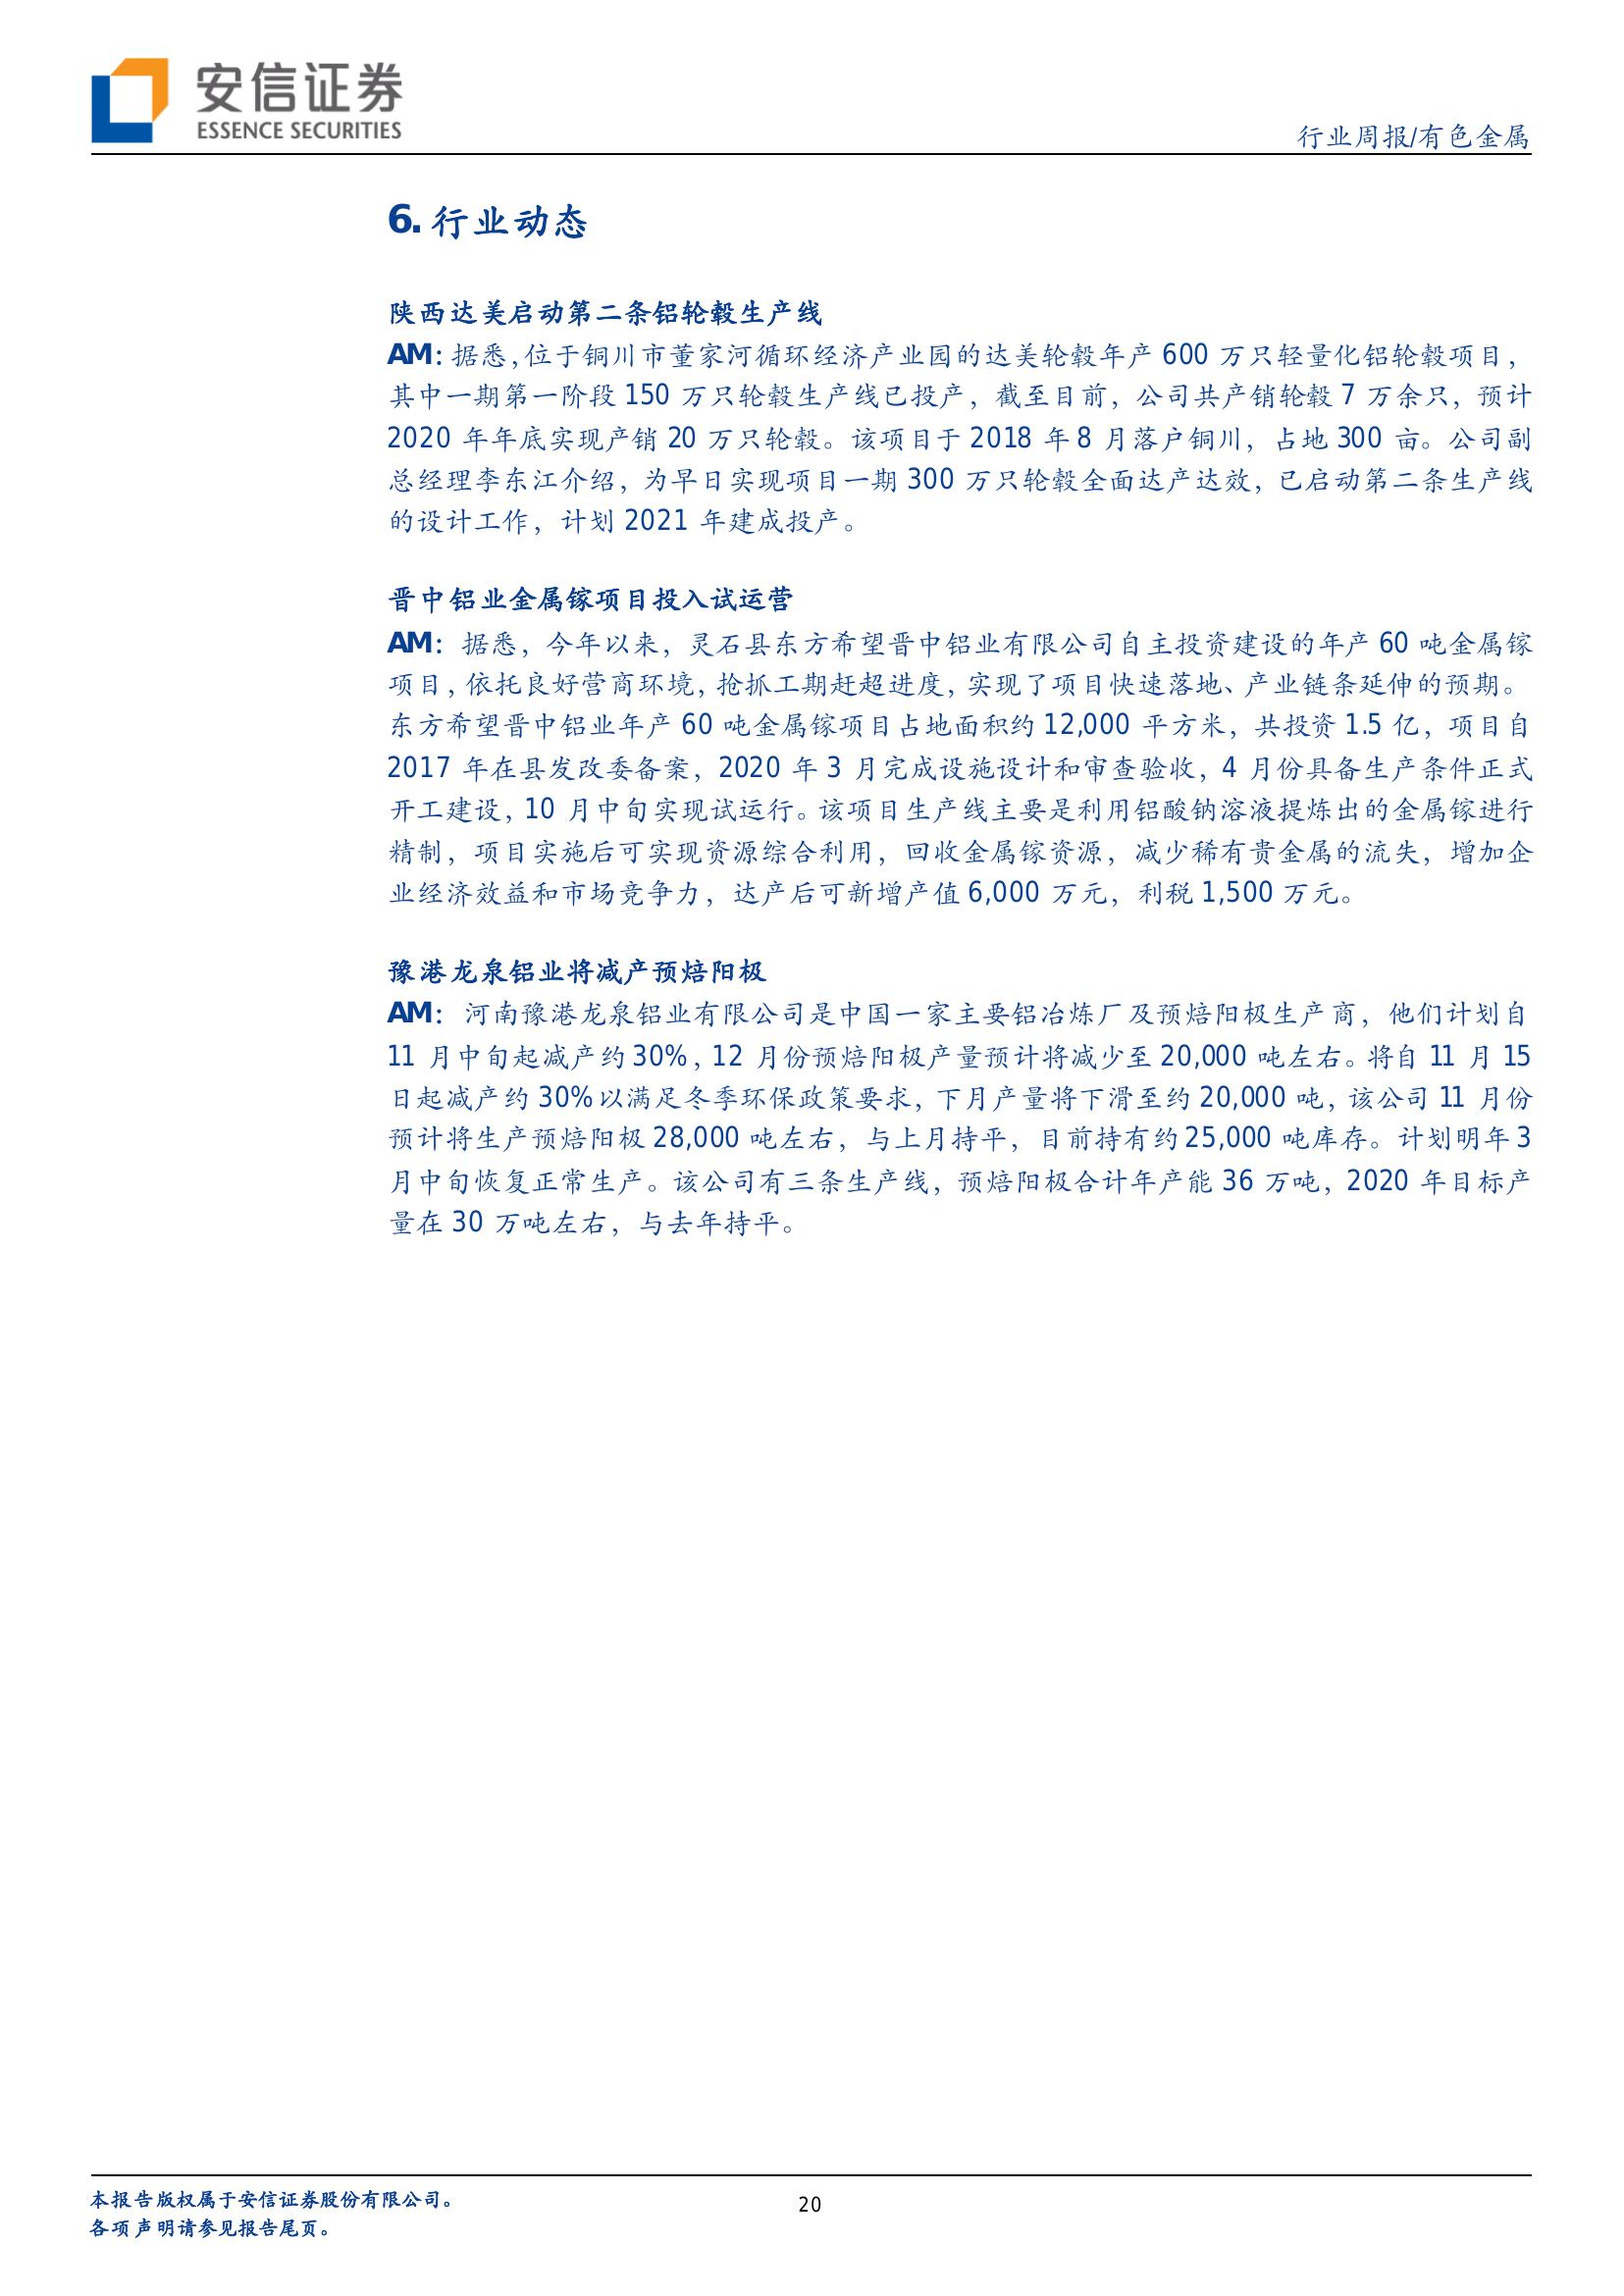 安信证券
ESSENCE SECURITIES
行业周报/有色金属
6. 行业动态
陕西达美启动第二条铝轮毂生产线
AM: 据悉,位于铜川市董家河循环经济产业园的达美轮毂年产 600 万只轻量化铝轮毂项目，
其中一期第一阶段 150 万只轮毂生产线已投产，截至目前，公司共产销轮毂 7 万余只，预计
2020 年年底实现产销 20 万只轮毂。该项目于 2018 年 8 月落户铜川，占地 300 亩。公司副
总经理李东江介绍，为早日实现项目一期 300 万只轮毂全面达产达效，已启动第二条生产线
的设计工作，计划 2021 年建成投产。
晋中铝业金属镓项目投入试运营
AM：据悉，今年以来，灵石县东方希望晋中铝业有限公司自主投资建设的年产 60 吨金属镓
项目，依托良好营商环境，抢抓工期赶超进度，实现了项目快速落地、产业链条延伸的预期。
东方希望晋中铝业年产 60 吨金属镓项目占地面积约 12,000 平方米，共投资 1.5 亿，项目自
2017 年在县发改委备案，2020 年 3 月完成设施设计和审查验收，4 月份具备生产条件正式
开工建设，10 月中旬实现试运行。该项目生产线主要是利用铝酸钠溶液提炼出的金属镓进行
精制，项目实施后可实现资源综合利用，回收金属镓资源，减少稀有贵金属的流失，增加企
业经济效益和市场竞争力，达产后可新增产值 6,000 万元，利税 1,500 万元。
豫港龙泉铝业将减产预焙阳极
AM：河南豫港龙泉铝业有限公司是中国一家主要铝冶炼厂及预焙阳极生产商，他们计划自
11 月中旬起减产约 30%，12 月份预焙阳极产量预计将减少至 20,000 吨左右。将自 11 月 15
日起减产约 30%以满足冬季环保政策要求，下月产量将下滑至约 20,000 吨，该公司 11 月份
预计将生产预焙阳极 28,000 吨左右，与上月持平，目前持有约 25,000 吨库存。计划明年 3
月中旬恢复正常生产。该公司有三条生产线，预焙阳极合计年产能 36 万吨，2020 年目标产
量在 30 万吨左右，与去年持平。
本报告版权属于安信证券股份有限公司。
20
各项声明请参见报告尾页。